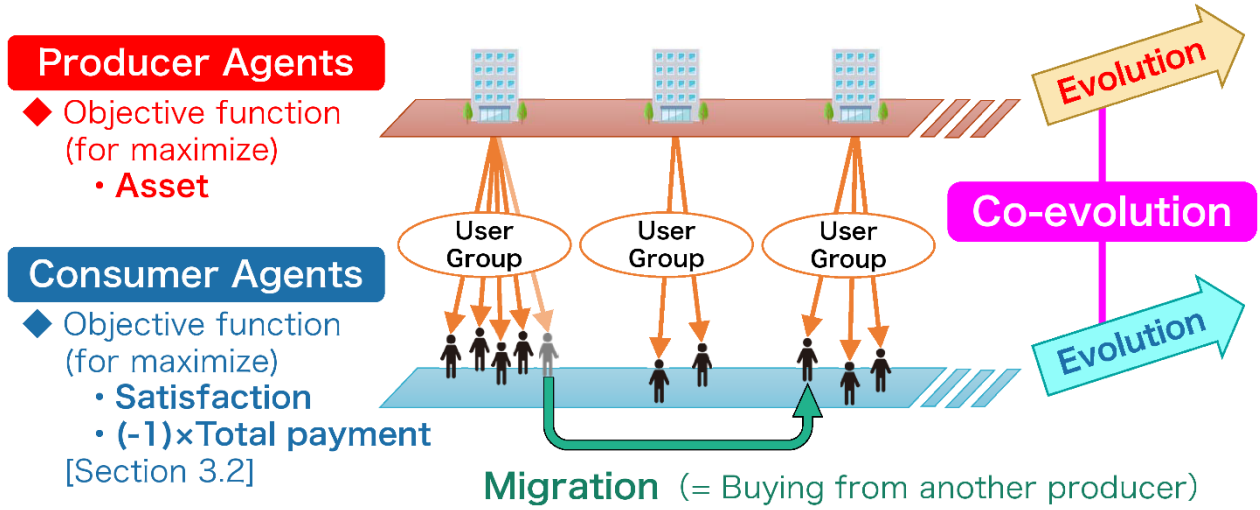 Producer Agents
◆ Objective function
(for maximize)
・Asset
Consumer Agents
◆ Objective function
(for maximize)
・Satisfaction
・(-1)×Total payment
[Section 3.2]
User
Group
User
Group
User
Group
Migration (= Buying from another producer)
Evolution
Co-evolution
Evolution